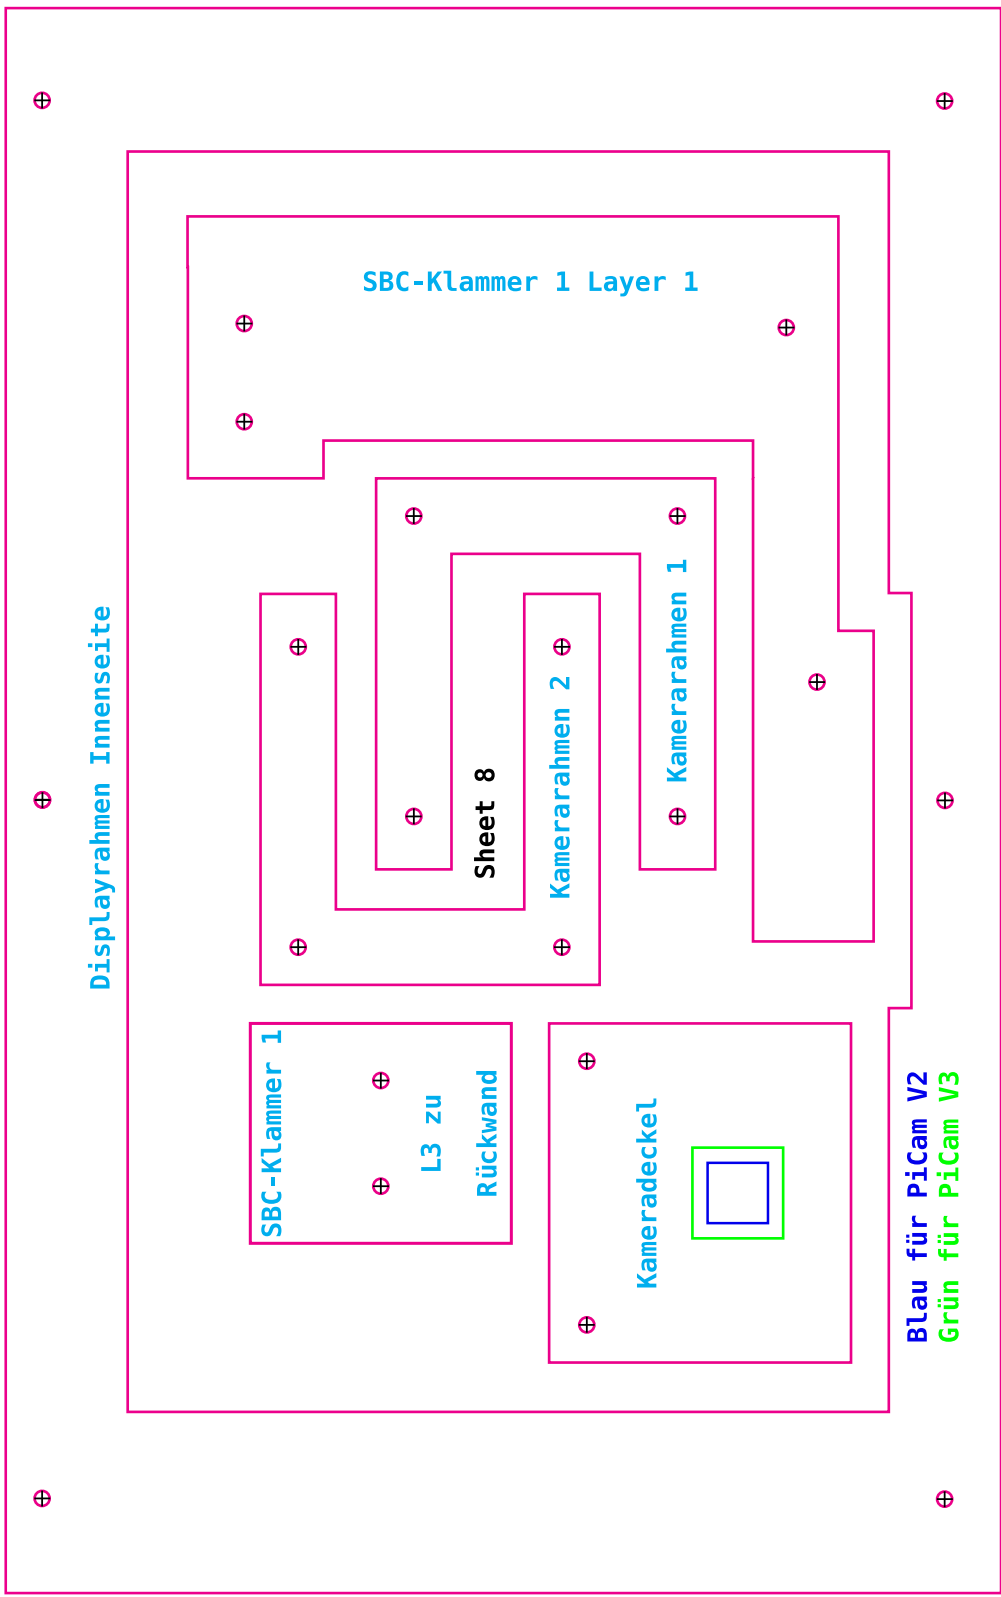 SBC-Klammer 1 Layer 1
Displayrahmen Innenseite
Kamerarahmen 1
Kamerarahmen 2
Sheet 8
SBC-Klammer 1
L3 zu
Rückwand
Kameradeckel
Blau für PiCam V2
Grün für PiCam V3